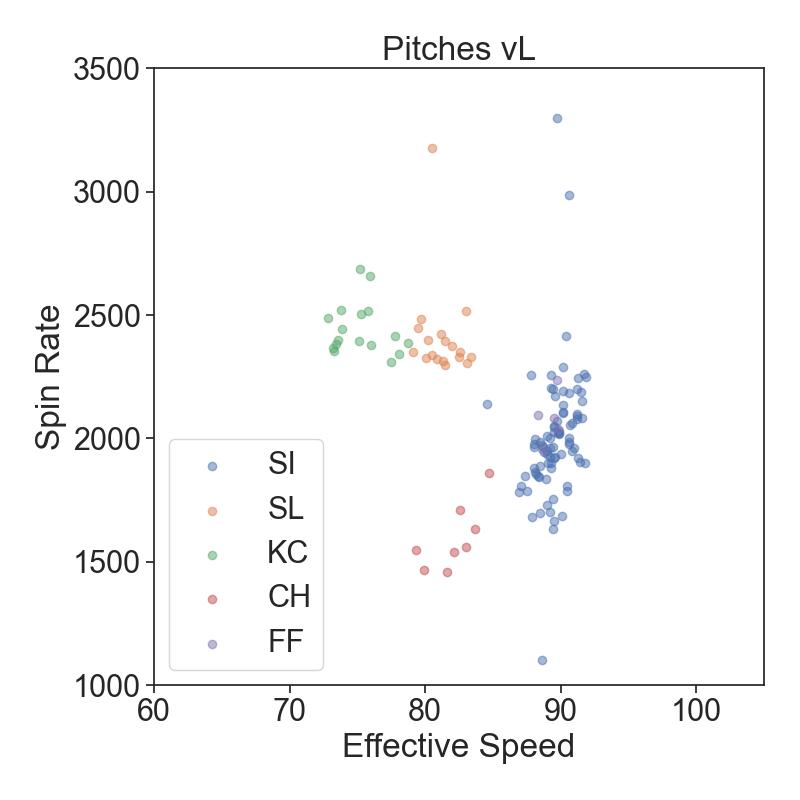 Pitches vL
3500
3000
2500
2000
1500
1000
Spin Rate
SI
SL
KC
CH
FF
60 70 80 90 100
Effective Speed